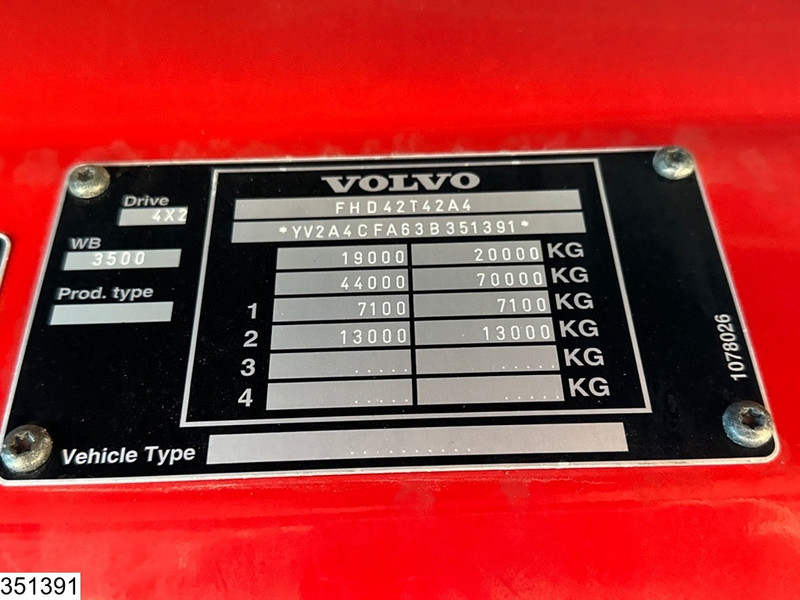 VOLVO
Drive
4X2
FHD42T42A4
*YV2A4CFA63B351391*
WB
3500
19000 20000 KG
44000 70000 KG
Prod. type
1 7100 7100 KG
2 13000 13000 KG
3 ..... ..... KG
4 ..... ..... KG
1078026
Vehicle Type ..........
351391